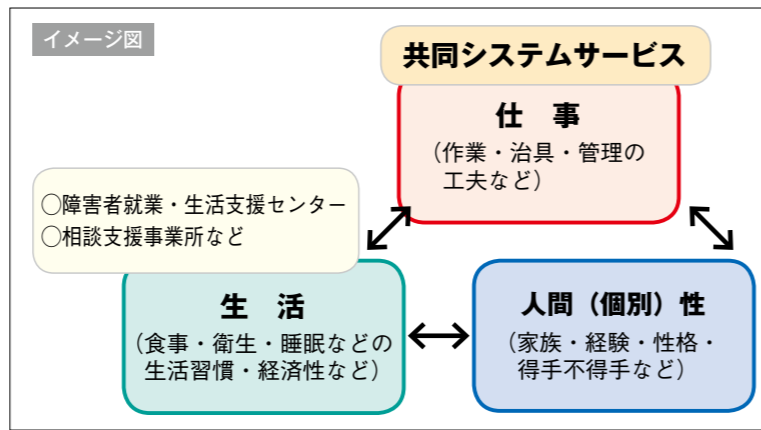 イメージ図
共同システムサービス
仕　事
（作業・治具・管理の
工夫など）
○障害者就業・生活支援センター
○相談支援事業所など
生　活
（食事・衛生・睡眠などの
生活習慣・経済性など）
人間（個別）性
（家族・経験・性格・
得手不得手など）